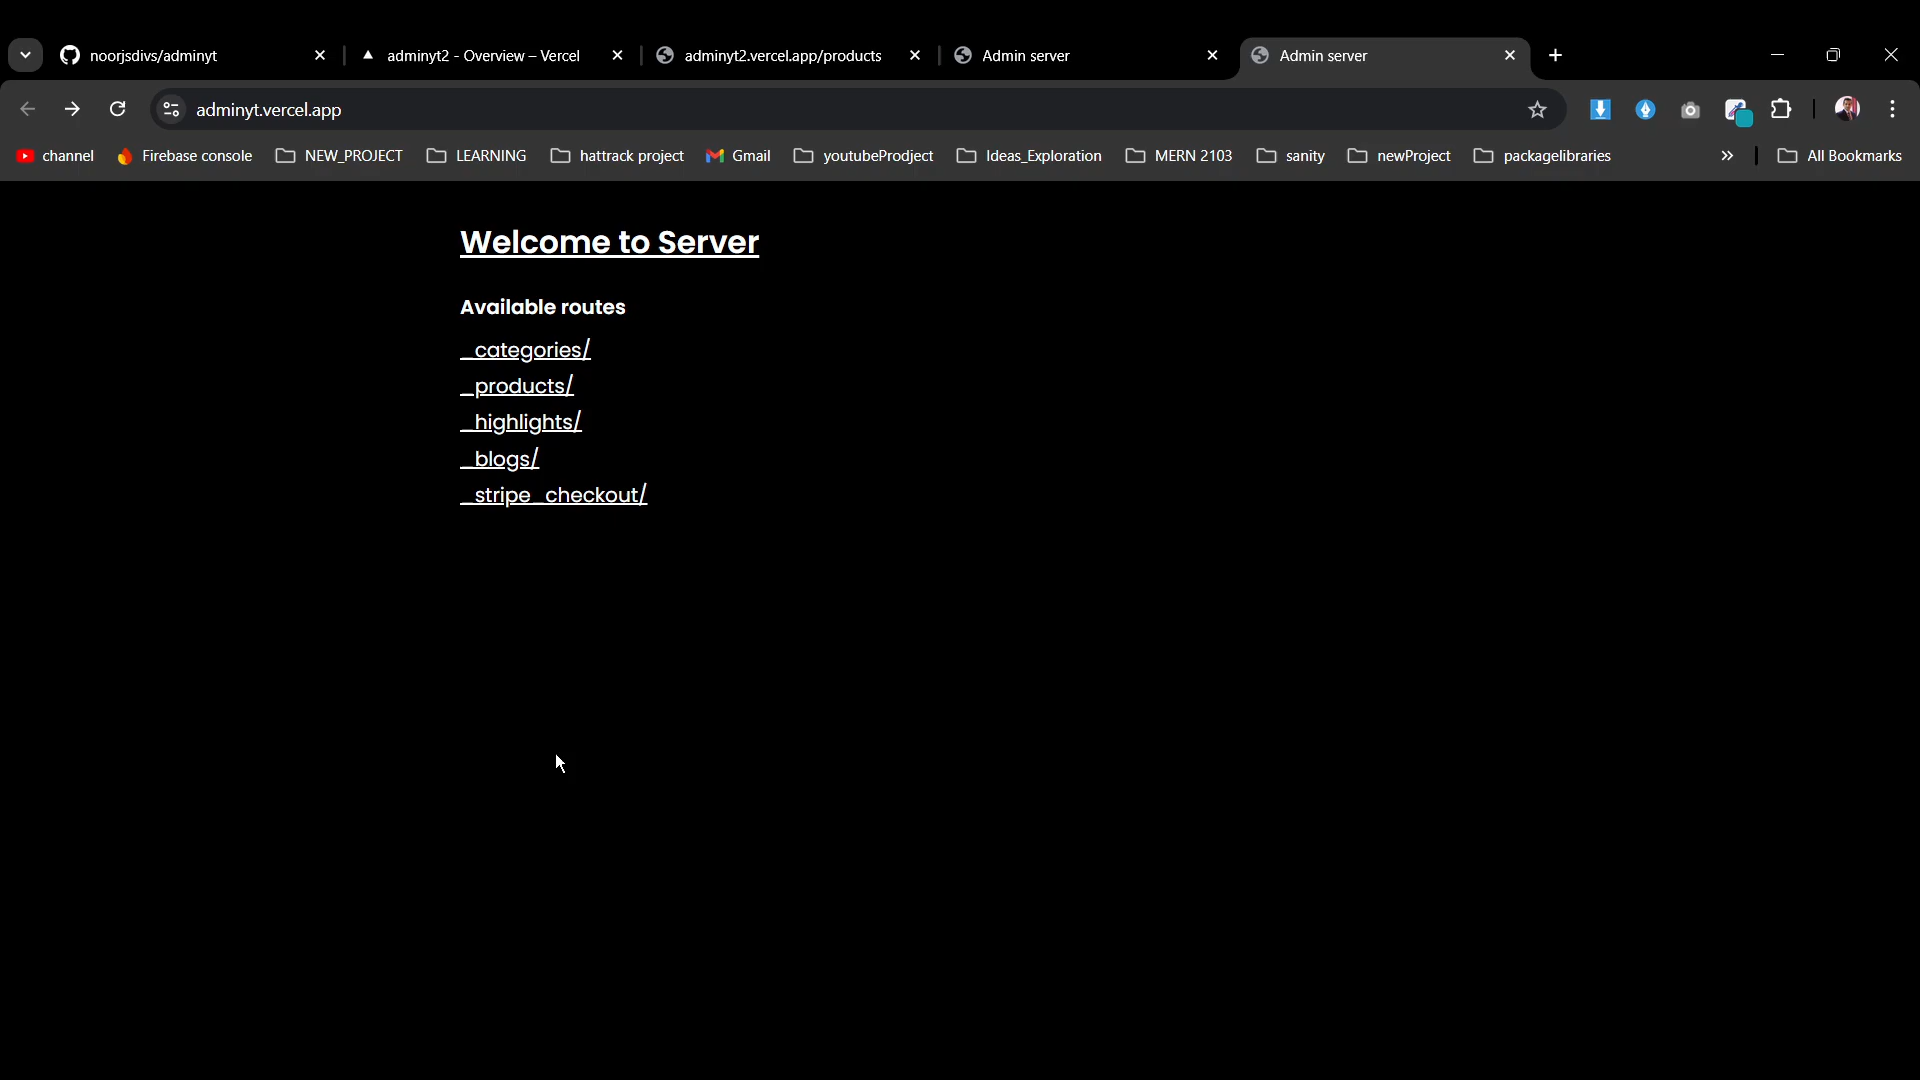 noorjsdivs/adminyt
adminyt2 - Overview – Vercel
adminyt2.vercel.app/products
Admin server
Admin server
adminyt.vercel.app
channel
Firebase console
NEW_PROJECT
LEARNING
hattrack project
Gmail
youtubeProdject
Ideas_Exploration
MERN 2103
sanity
newProject
packagelibraries
All Bookmarks
Welcome to Server
Available routes
_categories/
_products/
_highlights/
_blogs/
_stripe_checkout/